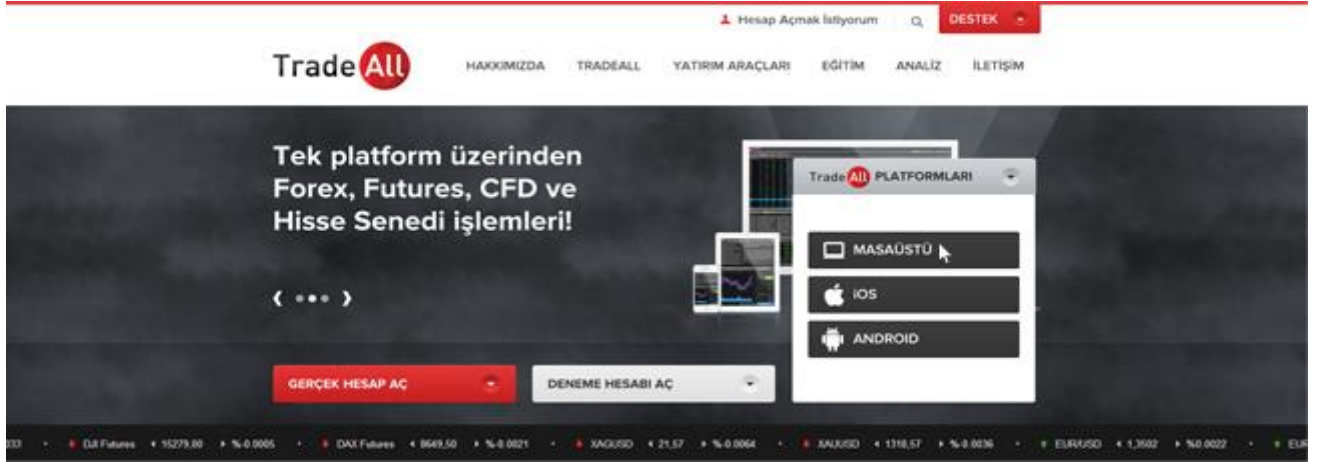 Hesap Açmak İstiyorum
DESTEK
TradeAll
HAKKIMIZDA TRADEALL YATIRIM ARAÇLARI EĞİTİM ANALİZ İLETİŞİM
Tek platform üzerinden
Forex, Futures, CFD ve
Hisse Senedi işlemleri!
TradeAll PLATFORMLARI
MASAÜSTÜ
iOS
ANDROID
GERÇEK HESAP AÇ
DENEME HESABI AÇ
DJI Futures 15279,00 %-0.0005 DAX Futures 8649,50 %-0.0021 XAGUSD 21,57 %-0.0064 XAUUSD 1318,57 %-0.0036 EUR/USD 1,3502 %0.0022